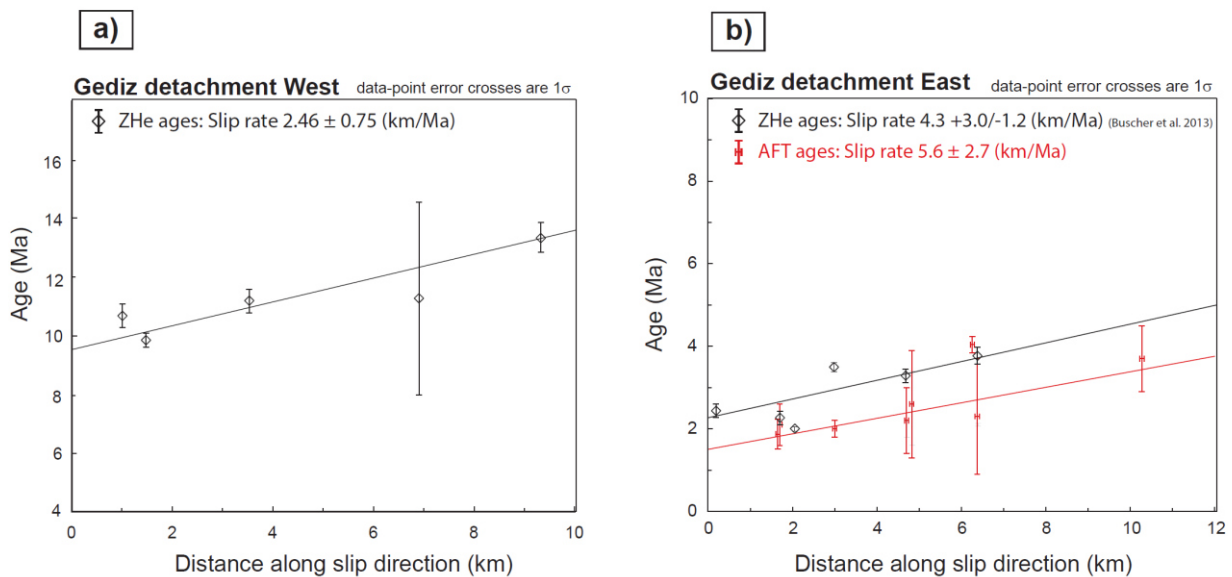 a)
Gediz detachment West data-point error crosses are 1σ
ZHe ages: Slip rate 2.46 ± 0.75 (km/Ma)
16
14
12
10
8
6
4
Age (Ma)
0 2 4 6 8 10
Distance along slip direction (km)
b)
Gediz detachment East data-point error crosses are 1σ
ZHe ages: Slip rate 4.3 +3.0/-1.2 (km/Ma) (Buscher et al. 2013)
AFT ages: Slip rate 5.6 ± 2.7 (km/Ma)
10
8
6
4
2
0
Age (Ma)
0 2 4 6 8 10 12
Distance along slip direction (km)